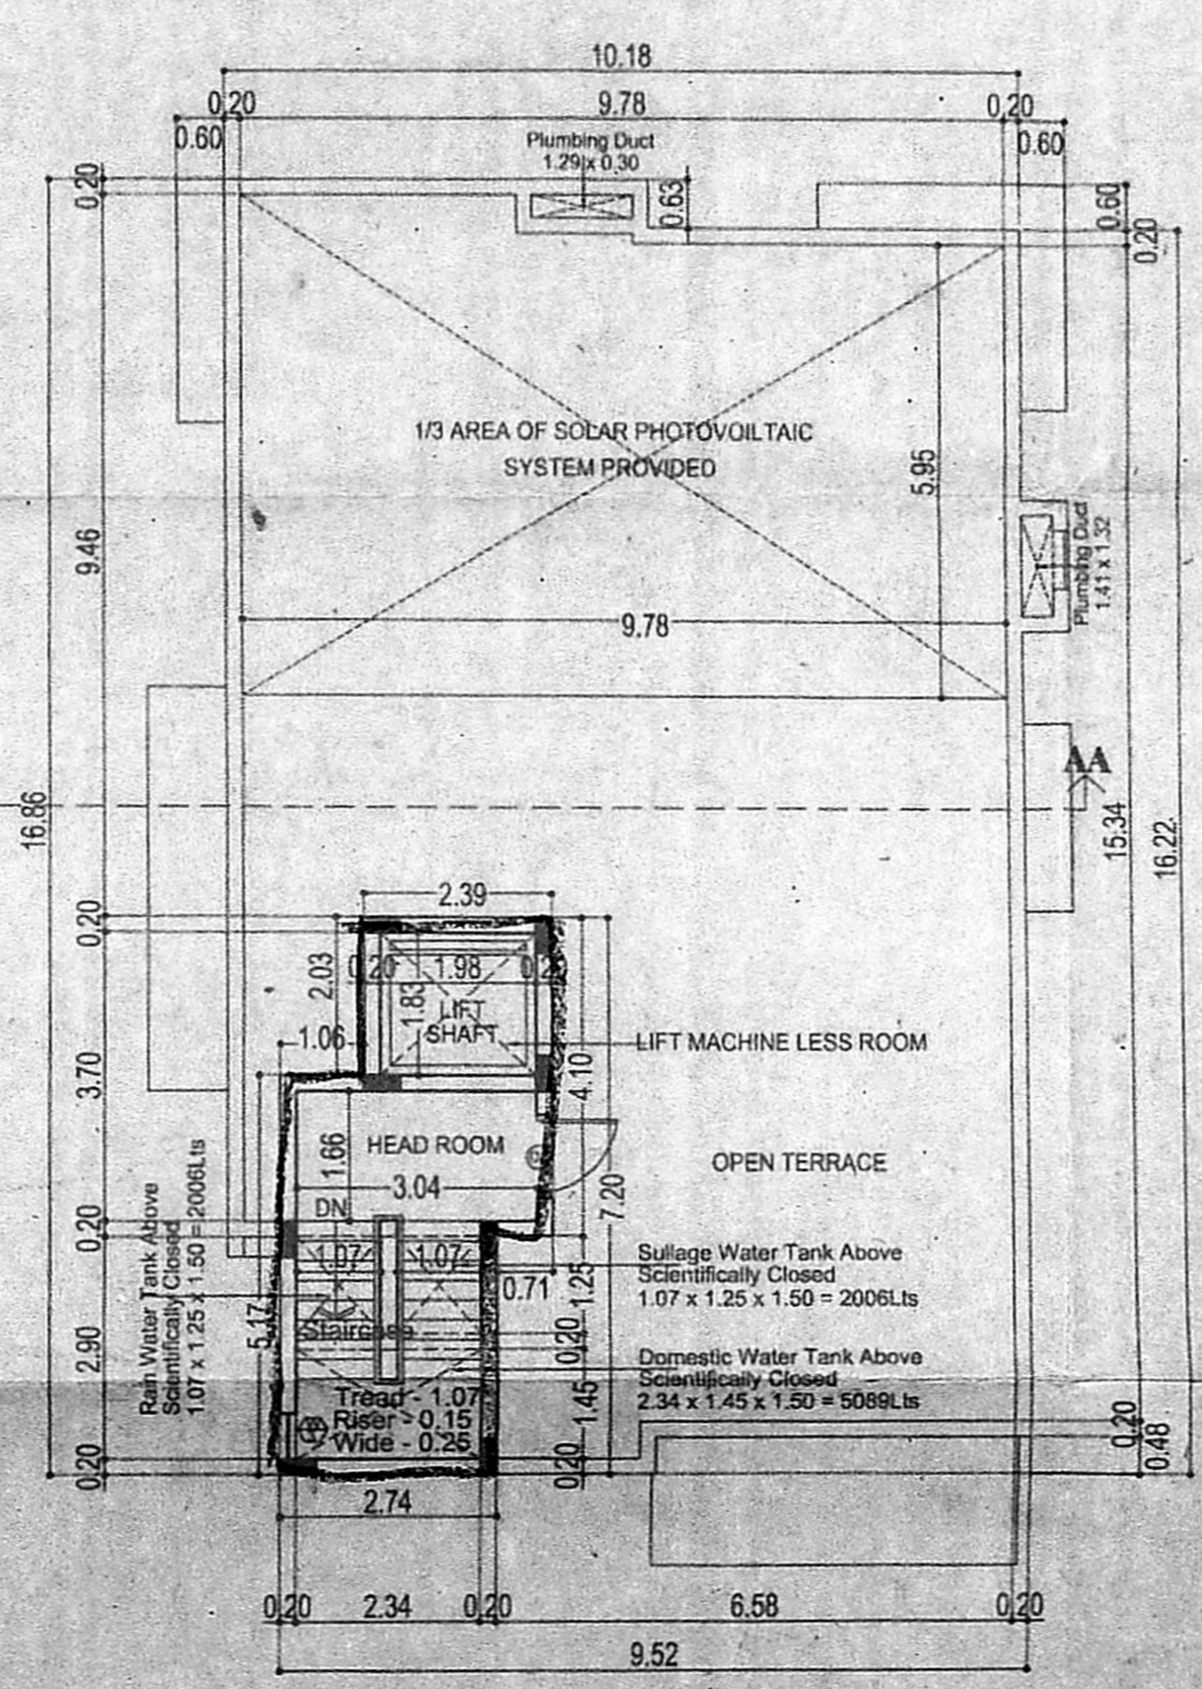 10.18
0.20
9.78
0.20
0.60
Plumbing Duct
1.29 x 0.30
0.60
0.20
0.63
0.60
0.20
1/3 AREA OF SOLAR PHOTOVOILTAIC
SYSTEM PROVIDED
5.95
9.46
Plumbing Duct
1.41 x 1.32
9.78
AA
16.86
15.34
16.22
2.39
0.20
2.03
0.20
1.98
1.83
LIFT
SHAFT
1.06
LIFT MACHINE LESS ROOM
4.10
3.70
HEAD ROOM
1.66
OPEN TERRACE
3.04
7.20
DN
0.20
Rain Water Tank Above
Scientifically Closed
1.07 x 1.25 x 1.50 = 2006Lts
1.07
1.07
Sullage Water Tank Above
Scientifically Closed
1.07 x 1.25 x 1.50 = 2006Lts
0.71
1.25
5.17
Staircase
0.20
2.90
Domestic Water Tank Above
Scientifically Closed
2.34 x 1.45 x 1.50 = 5089Lts
Tread - 1.07
Riser - 0.15
Wide - 0.25
1.45
0.20
0.48
0.20
0.20
2.74
0.20
2.34
0.20
6.58
0.20
9.52